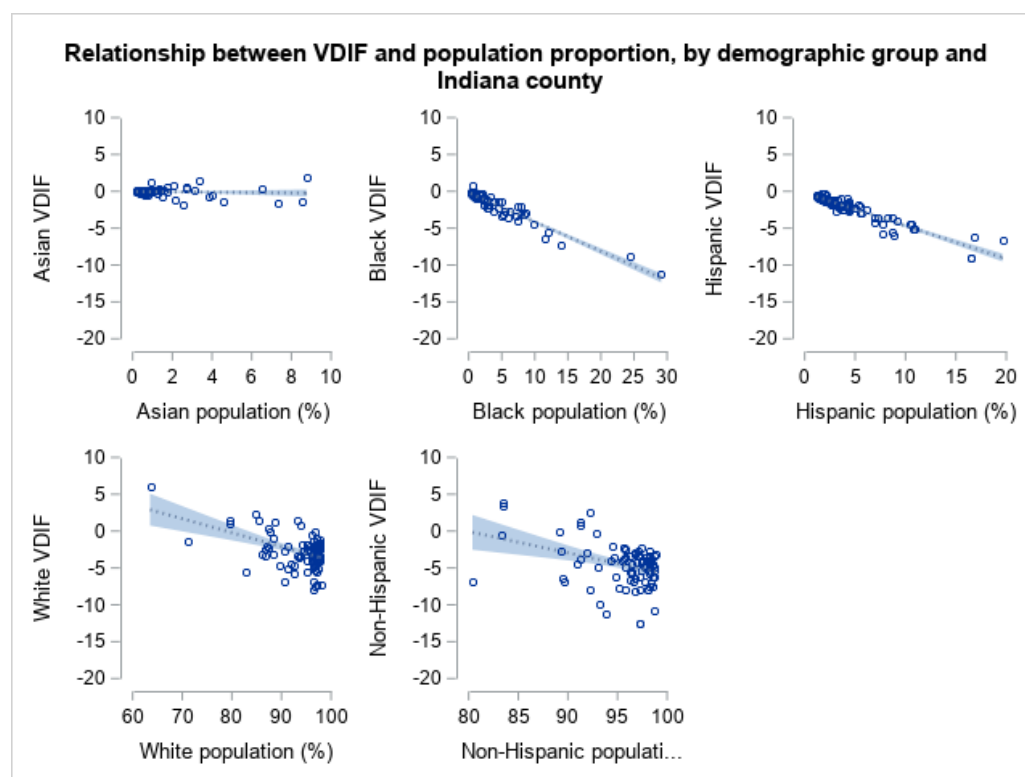 Relationship between VDIF and population proportion, by demographic group and
Indiana county
10
5
0
-5
-10
-15
-20
Asian VDIF
0 2 4 6 8 10
Asian population (%)
10
5
0
-5
-10
-15
-20
Black VDIF
0 5 10 15 20 25 30
Black population (%)
10
5
0
-5
-10
-15
-20
Hispanic VDIF
0 5 10 15 20
Hispanic population (%)
10
5
0
-5
-10
-15
-20
White VDIF
60 70 80 90 100
White population (%)
10
5
0
-5
-10
-15
-20
Non-Hispanic VDIF
80 85 90 95 100
Non-Hispanic populati...